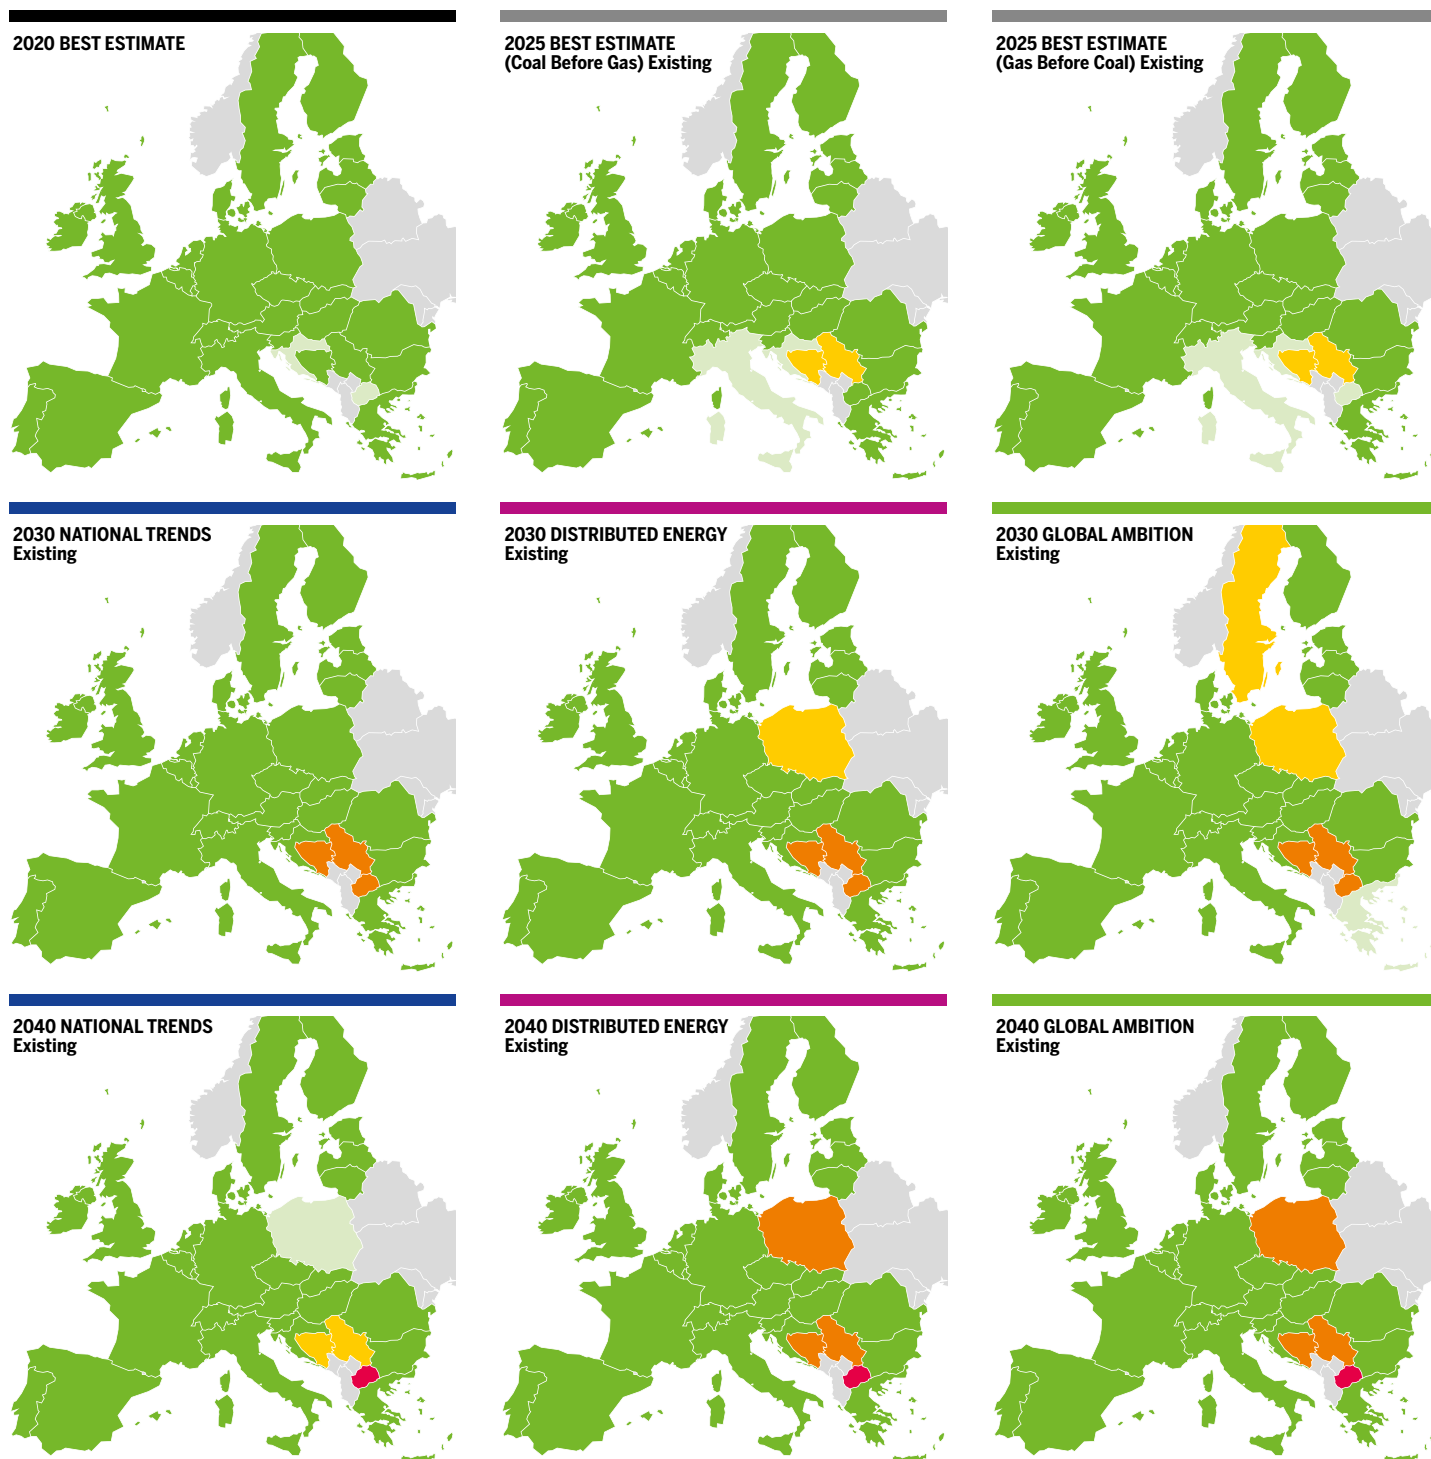 2020 BEST ESTIMATE
2025 BEST ESTIMATE
(Coal Before Gas) Existing
2025 BEST ESTIMATE
(Gas Before Coal) Existing
2030 NATIONAL TRENDS
Existing
2030 DISTRIBUTED ENERGY
Existing
2030 GLOBAL AMBITION
Existing
2040 NATIONAL TRENDS
Existing
2040 DISTRIBUTED ENERGY
Existing
2040 GLOBAL AMBITION
Existing